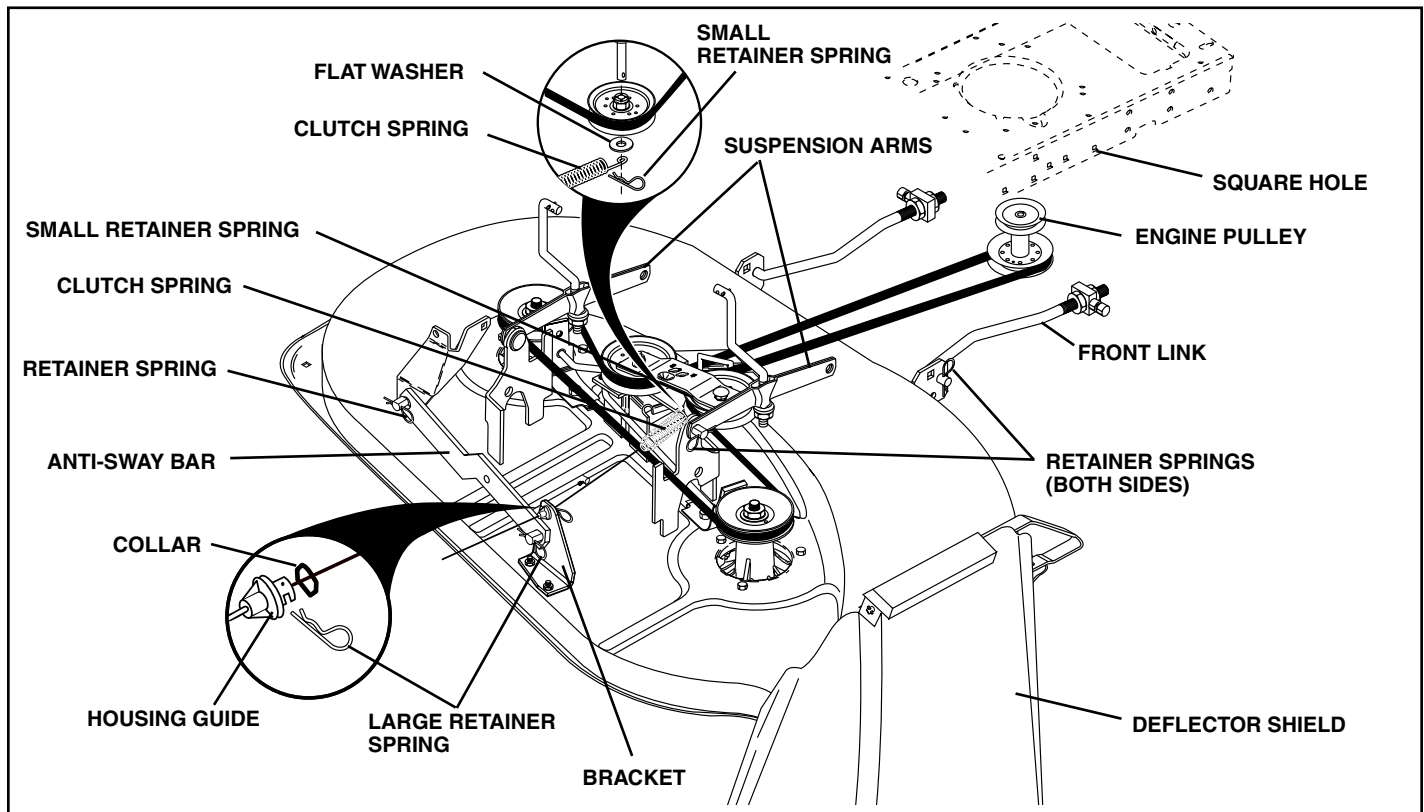 SMALL
RETAINER SPRING
FLAT WASHER
CLUTCH SPRING
SUSPENSION ARMS
SQUARE HOLE
SMALL RETAINER SPRING
ENGINE PULLEY
CLUTCH SPRING
FRONT LINK
RETAINER SPRING
ANTI-SWAY BAR
RETAINER SPRINGS
(BOTH SIDES)
COLLAR
HOUSING GUIDE
LARGE RETAINER
SPRING
DEFLECTOR SHIELD
BRACKET